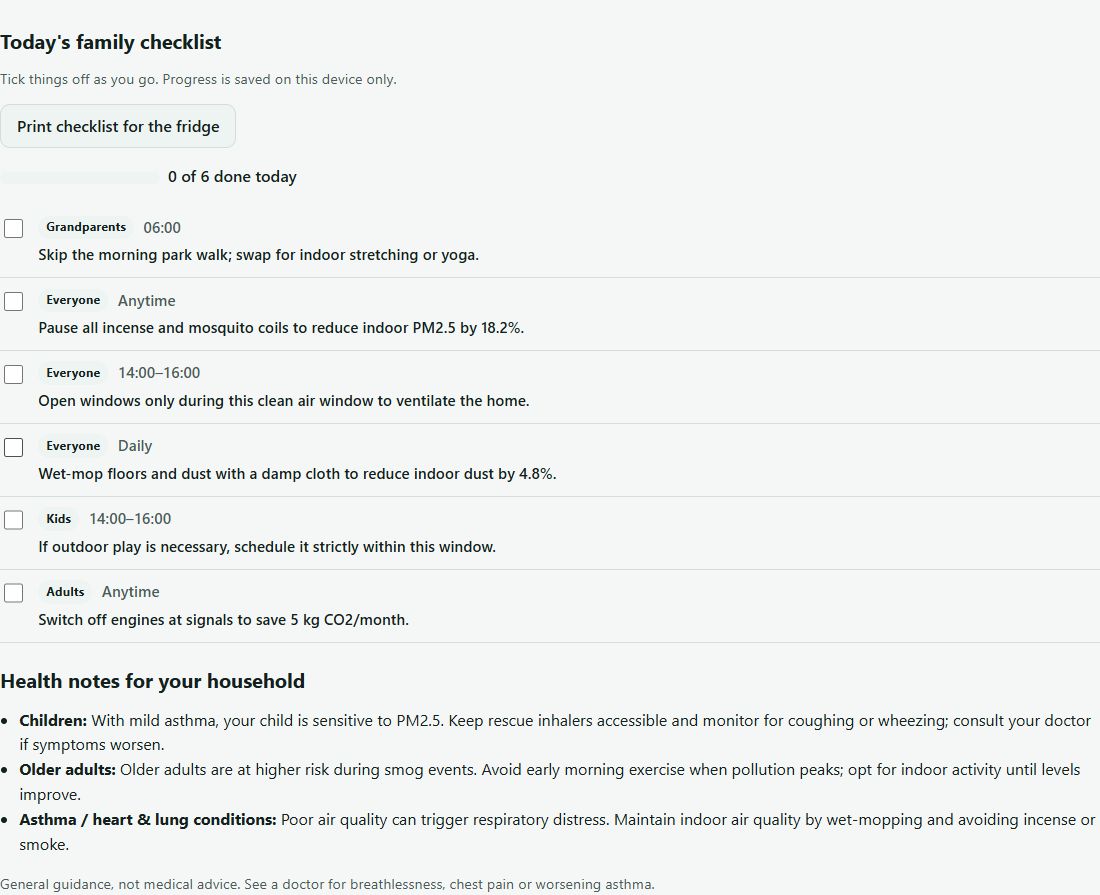 Today's family checklist
Tick things off as you go. Progress is saved on this device only.
Print checklist for the fridge
0 of 6 done today
Grandparents 06:00
Skip the morning park walk; swap for indoor stretching or yoga.
Everyone Anytime
Pause all incense and mosquito coils to reduce indoor PM2.5 by 18.2%.
Everyone 14:00–16:00
Open windows only during this clean air window to ventilate the home.
Everyone Daily
Wet-mop floors and dust with a damp cloth to reduce indoor dust by 4.8%.
Kids 14:00–16:00
If outdoor play is necessary, schedule it strictly within this window.
Adults Anytime
Switch off engines at signals to save 5 kg CO2/month.
Health notes for your household
• Children: With mild asthma, your child is sensitive to PM2.5. Keep rescue inhalers accessible and monitor for coughing or wheezing; consult your doctor
if symptoms worsen.
• Older adults: Older adults are at higher risk during smog events. Avoid early morning exercise when pollution peaks; opt for indoor activity until levels
improve.
• Asthma / heart & lung conditions: Poor air quality can trigger respiratory distress. Maintain indoor air quality by wet-mopping and avoiding incense or
smoke.
General guidance, not medical advice. See a doctor for breathlessness, chest pain or worsening asthma.